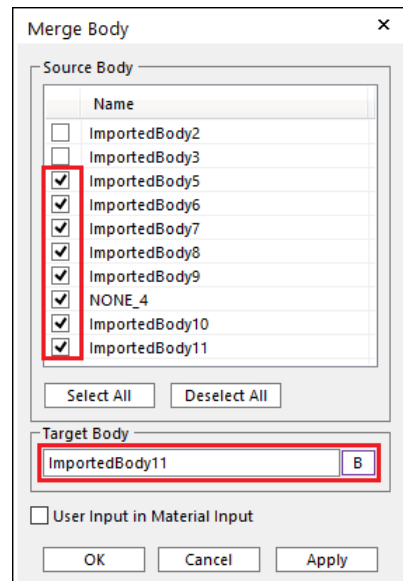 Merge Body
Source Body
Name
ImportedBody2
ImportedBody3
ImportedBody5
ImportedBody6
ImportedBody7
ImportedBody8
ImportedBody9
NONE_4
ImportedBody10
ImportedBody11
Select All Deselect All
Target Body
ImportedBody11 B
User Input in Material Input
OK Cancel Apply